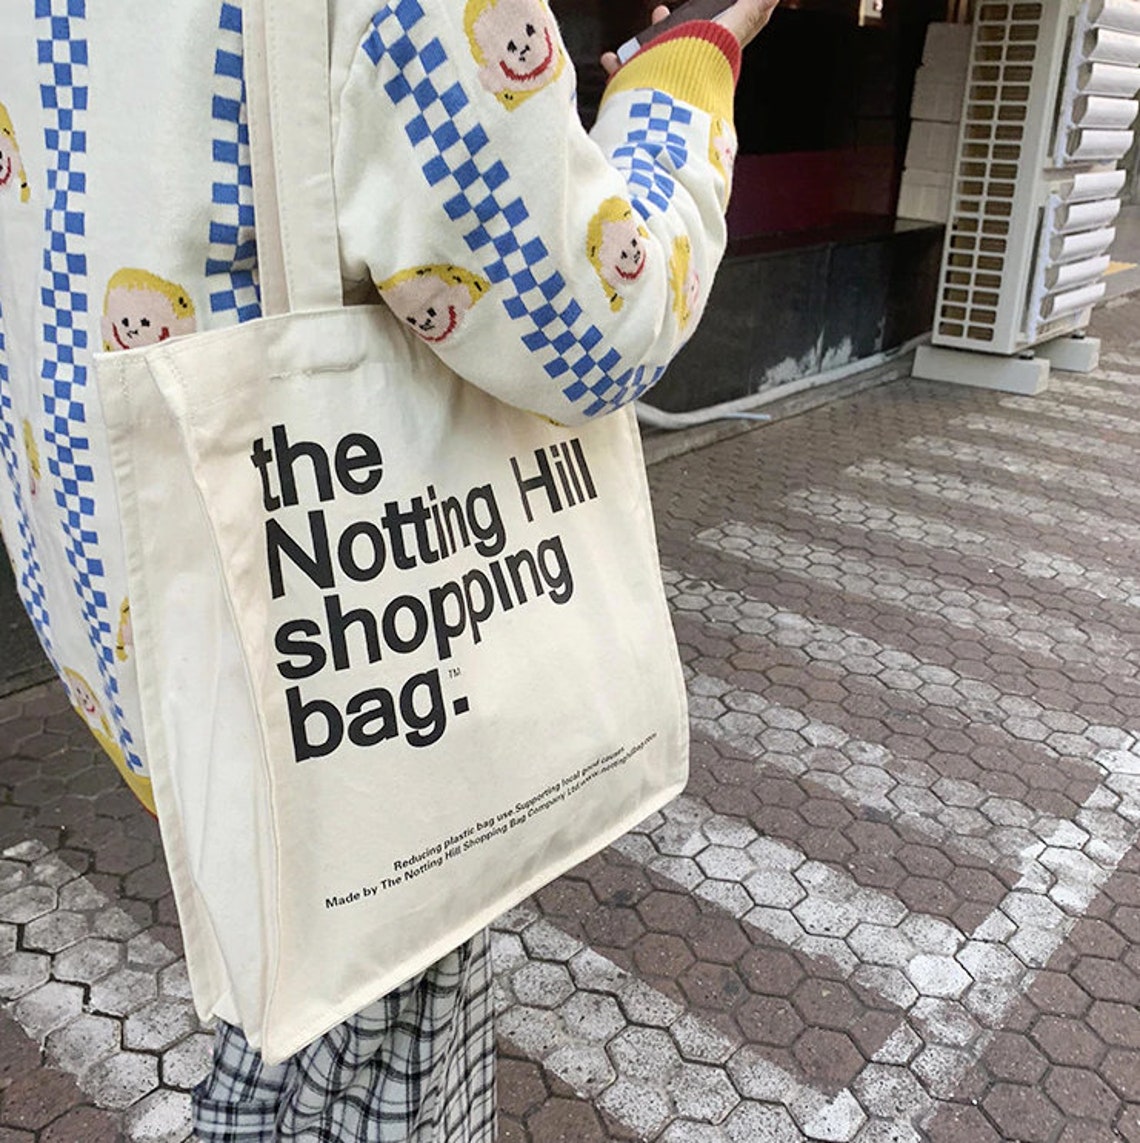 the
Notting Hill
shopping
bag.™
Reducing plastic bag use.Supporting local good causes
Made by The Notting Hill Shopping Bag Company Ltd